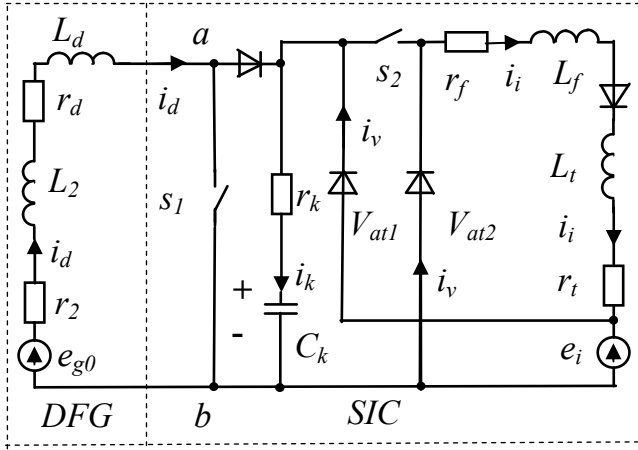 L_d
a
i_d
r_d
s_2
r_f
i_i
L_f
i_v
L_2
s_1
r_k
V_at1
V_at2
L_t
i_d
i_i
r_2
+
i_k
i_v
r_t
-
C_k
e_g0
e_i
DFG
b
SIC